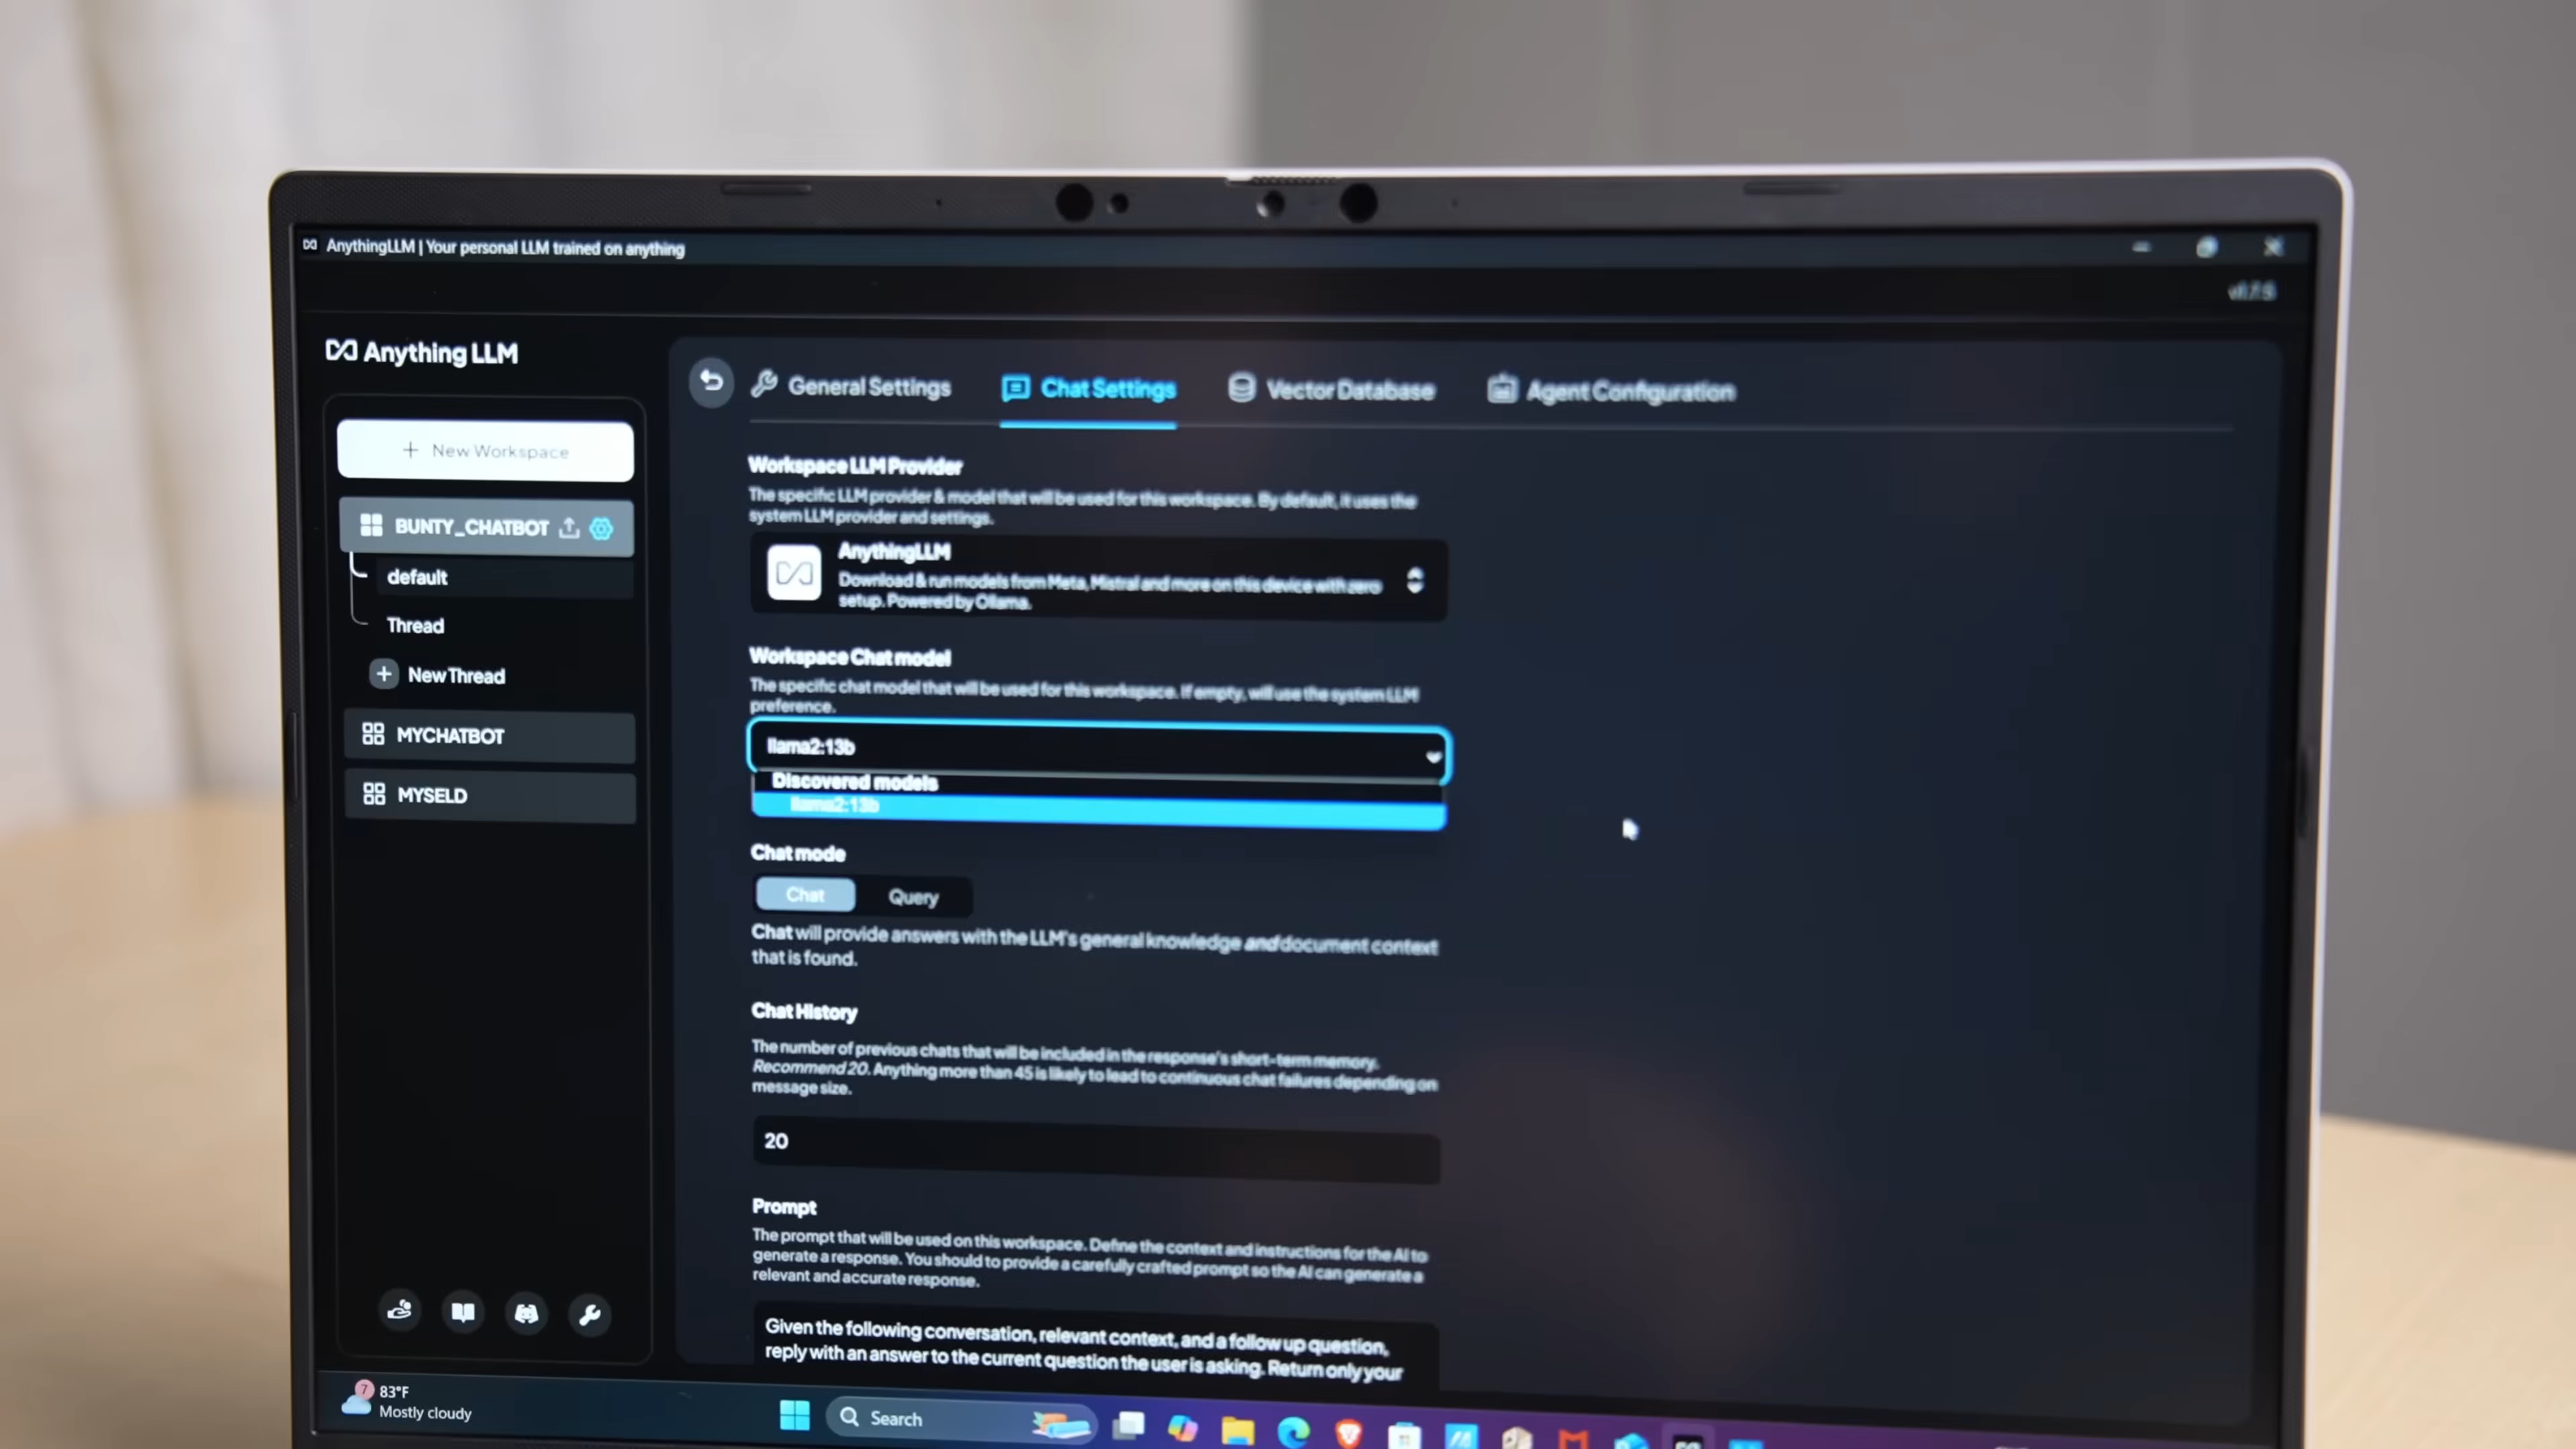 AnythingLLM | Your personal LLM trained on anything
Anything LLM
New Workspace
BUNTY_CHATBOT
default
Thread
New Thread
MYCHATBOT
MYSELD
General Settings
Chat Settings
Vector Database
Agent Configuration
Workspace LLM Provider
The specific LLM provider & model that will be used for this workspace. By default, it uses the
system LLM provider and settings.
AnythingLLM
Download & run models from Meta, Mistral and more on this device with zero
setup. Powered by Ollama.
Workspace Chat model
The specific chat model that will be used for this workspace. If empty, will use the system LLM
preference.
llama2:13b
Discovered models
llama2:13b
Chat mode
Chat
Query
Chat will provide answers with the LLM's general knowledge and document context
that is found.
Chat History
The number of previous chats that will be included in the response's short-term memory.
Recommend 20. Anything more than 45 is likely to lead to continuous chat failures depending on
message size.
20
Prompt
The prompt that will be used on this workspace. Define the context and instructions for the AI to
generate a response. You should to provide a carefully crafted prompt so the AI can generate a
relevant and accurate response.
Given the following conversation, relevant context, and a follow up question,
reply with an answer to the current question the user is asking. Return only your
7
83°F
Mostly cloudy
Search